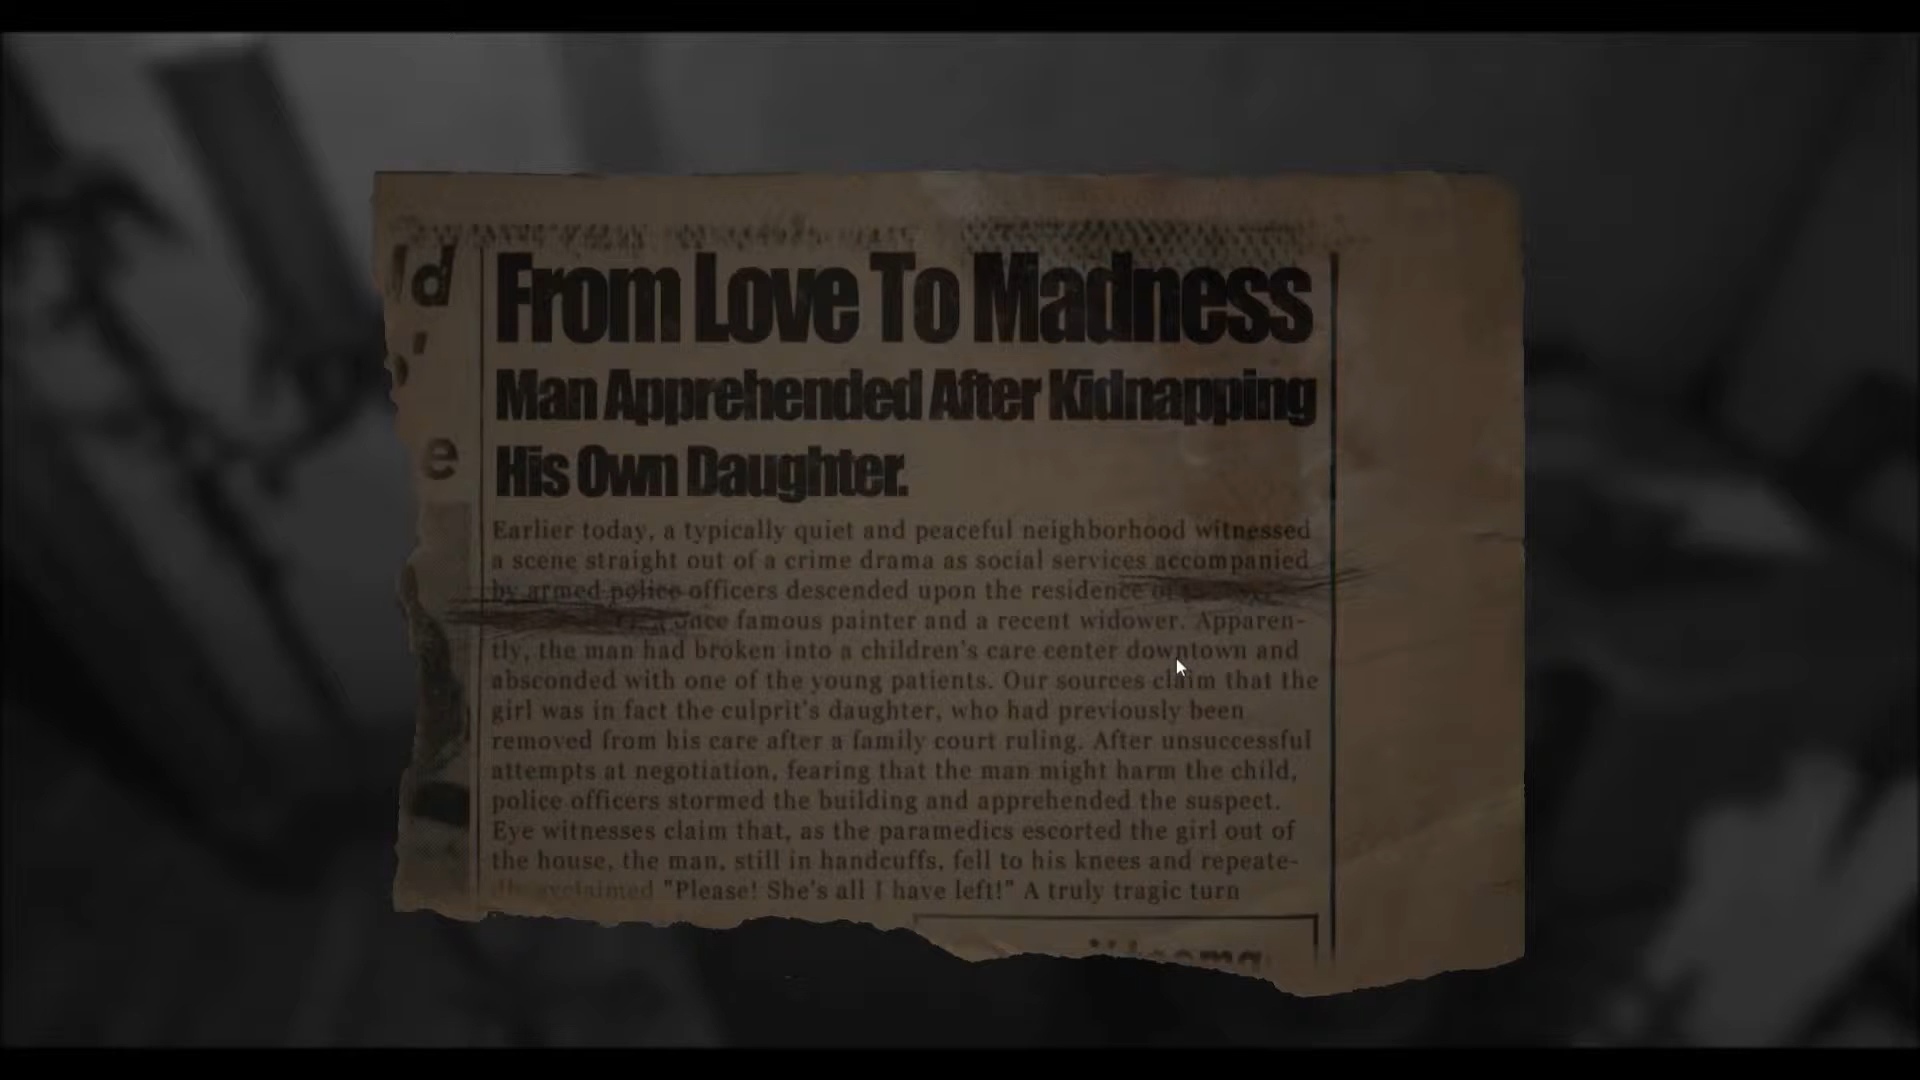 ld
e
From Love To Madness
Man Apprehended After Kidnapping
His Own Daughter.
Earlier today, a typically quiet and peaceful neighborhood witnessed
a scene straight out of a crime drama as social services accompanied
by armed police officers descended upon the residence of
once famous painter and a recent widower. Apparen-
tly, the man had broken into a children's care center downtown and
absconded with one of the young patients. Our sources claim that the
girl was in fact the culprit's daughter, who had previously been
removed from his care after a family court ruling. After unsuccessful
attempts at negotiation, fearing that the man might harm the child,
police officers stormed the building and apprehended the suspect.
Eye witnesses claim that, as the paramedics escorted the girl out of
the house, the man, still in handcuffs, fell to his knees and repeate-
dly exclaimed "Please! She's all I have left!" A truly tragic turn